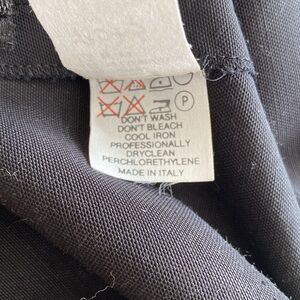 P
DON'T WASH
DON'T BLEACH
COOL IRON
PROFESSIONALLY
DRYCLEAN
PERCHLORETHYLENE
MADE IN ITALY